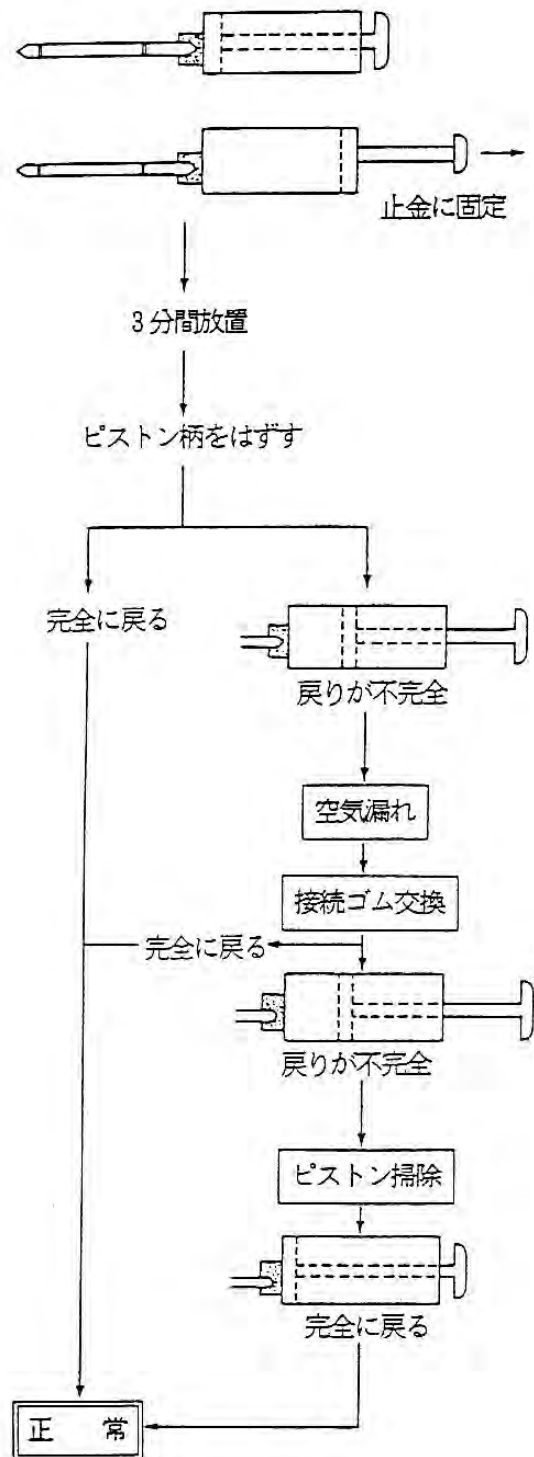 止金に固定
3分間放置
ピストン柄をはずす
完全に戻る
戻りが不完全
空気漏れ
接続ゴム交換
完全に戻る
戻りが不完全
ピストン掃除
完全に戻る
正　常